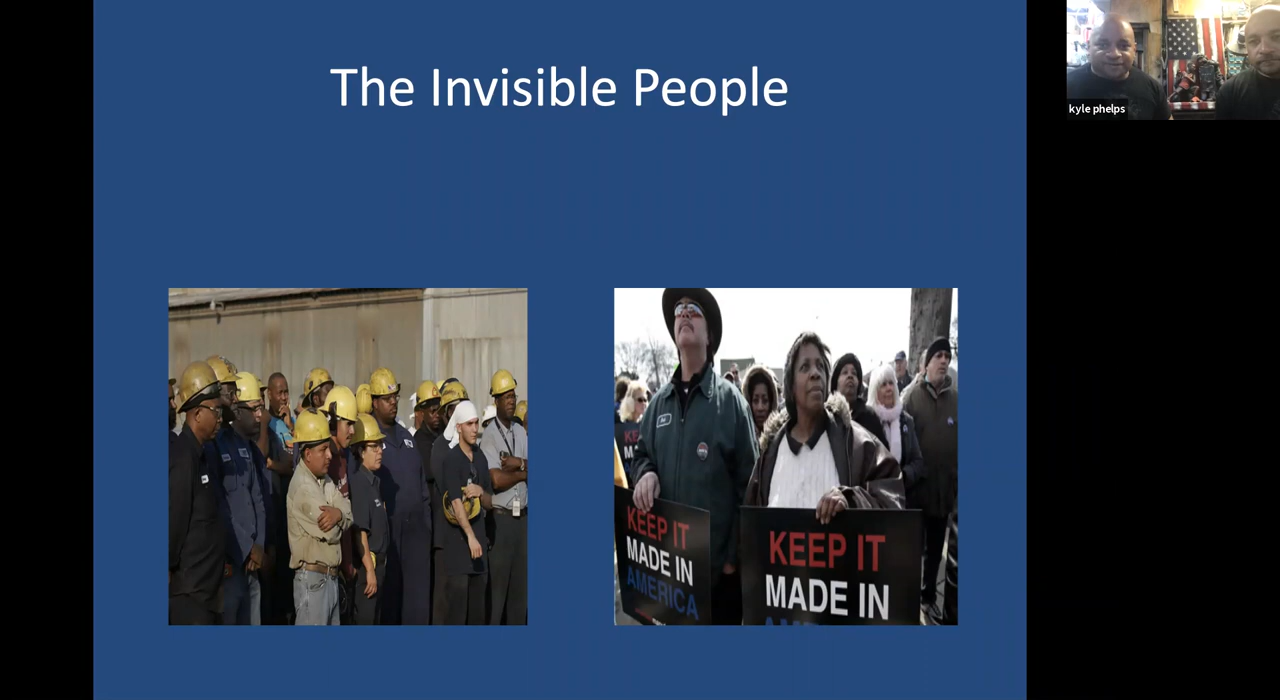 The Invisible People
kyle phelps
KEEP IT
MADE IN
AMERICA
KEEP IT
MADE IN